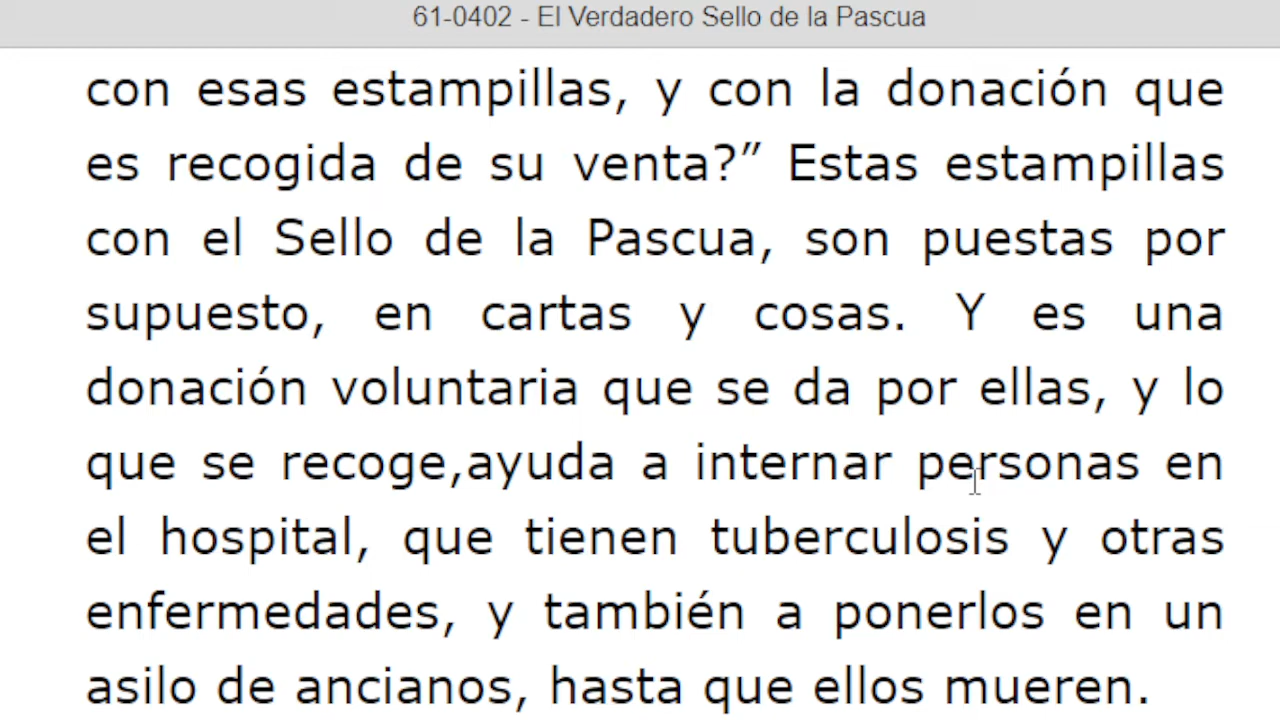 61-0402 - El Verdadero Sello de la Pascua
con esas estampillas, y con la donación que
es recogida de su venta?” Estas estampillas
con el Sello de la Pascua, son puestas por
supuesto, en cartas y cosas. Y es una
donación voluntaria que se da por ellas, y lo
que se recoge,ayuda a internar personas en
el hospital, que tienen tuberculosis y otras
enfermedades, y también a ponerlos en un
asilo de ancianos, hasta que ellos mueren.